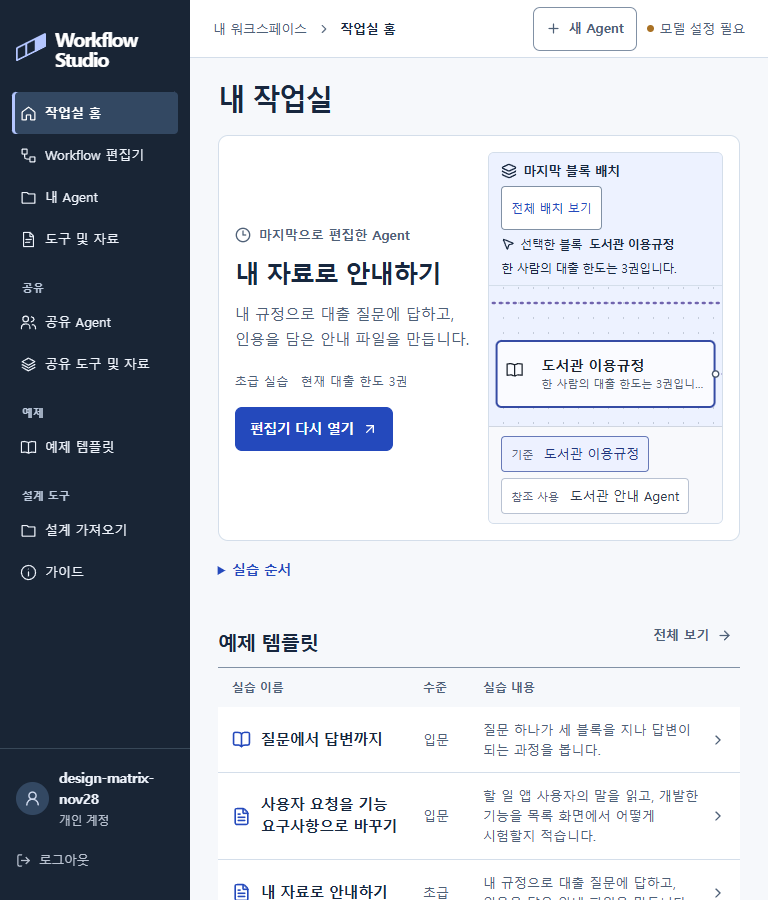 Workflow
Studio
작업실 홈
Workflow 편집기
내 Agent
도구 및 자료
공유
공유 Agent
공유 도구 및 자료
예제
예제 템플릿
설계 도구
설계 가져오기
가이드
design-matrix-
nov28
개인 계정
로그아웃
내 워크스페이스 > 작업실 홈
+ 새 Agent
모델 설정 필요
내 작업실
마지막으로 편집한 Agent
내 자료로 안내하기
내 규정으로 대출 질문에 답하고,
인용을 담은 안내 파일을 만듭니다.
초급 실습 현재 대출 한도 3권
편집기 다시 열기
마지막 블록 배치
전체 배치 보기
선택한 블록 도서관 이용규정
한 사람의 대출 한도는 3권입니다.
도서관 이용규정
한 사람의 대출 한도는 3권입니...
기준 도서관 이용규정
참조 사용 도서관 안내 Agent
실습 순서
예제 템플릿
전체 보기
실습 이름 수준 실습 내용
질문에서 답변까지
입문
질문 하나가 세 블록을 지나 답변이
되는 과정을 봅니다.
사용자 요청을 기능
요구사항으로 바꾸기
입문
할 일 앱 사용자의 말을 읽고, 개발한
기능을 목록 화면에서 어떻게
시험할지 적습니다.
내 자료로 안내하기
초급
내 규정으로 대출 질문에 답하고,